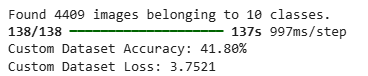 Found 4409 images belonging to 10 classes.
138/138 ━━━━━━━━━━━━━━━━━━━━ 137s 997ms/step
Custom Dataset Accuracy: 41.80%
Custom Dataset Loss: 3.7521